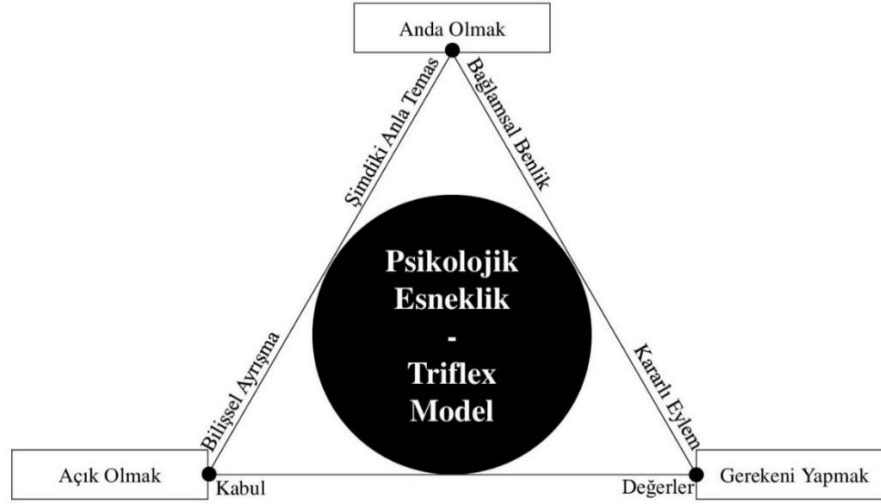 Anda Olmak
Şimdiki Anla Temas
Bağlamsal Benlik
Psikolojik
Esneklik
-
Triflex
Model
Bilişsel Ayrışma
Kararlı Eylem
Açık Olmak
Kabul
Değerler
Gerekeni Yapmak